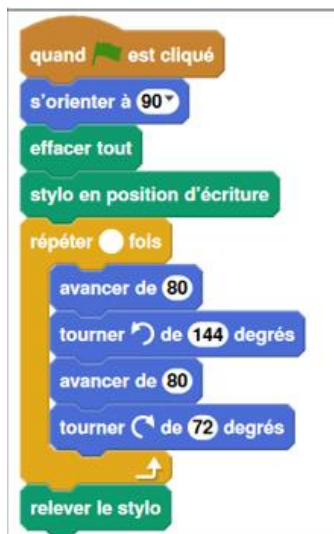 quand est cliqué
s'orienter à 90
effacer tout
stylo en position d'écriture
répéter fois
avancer de 80
tourner de 144 degrés
avancer de 80
tourner de 72 degrés
relever le stylo